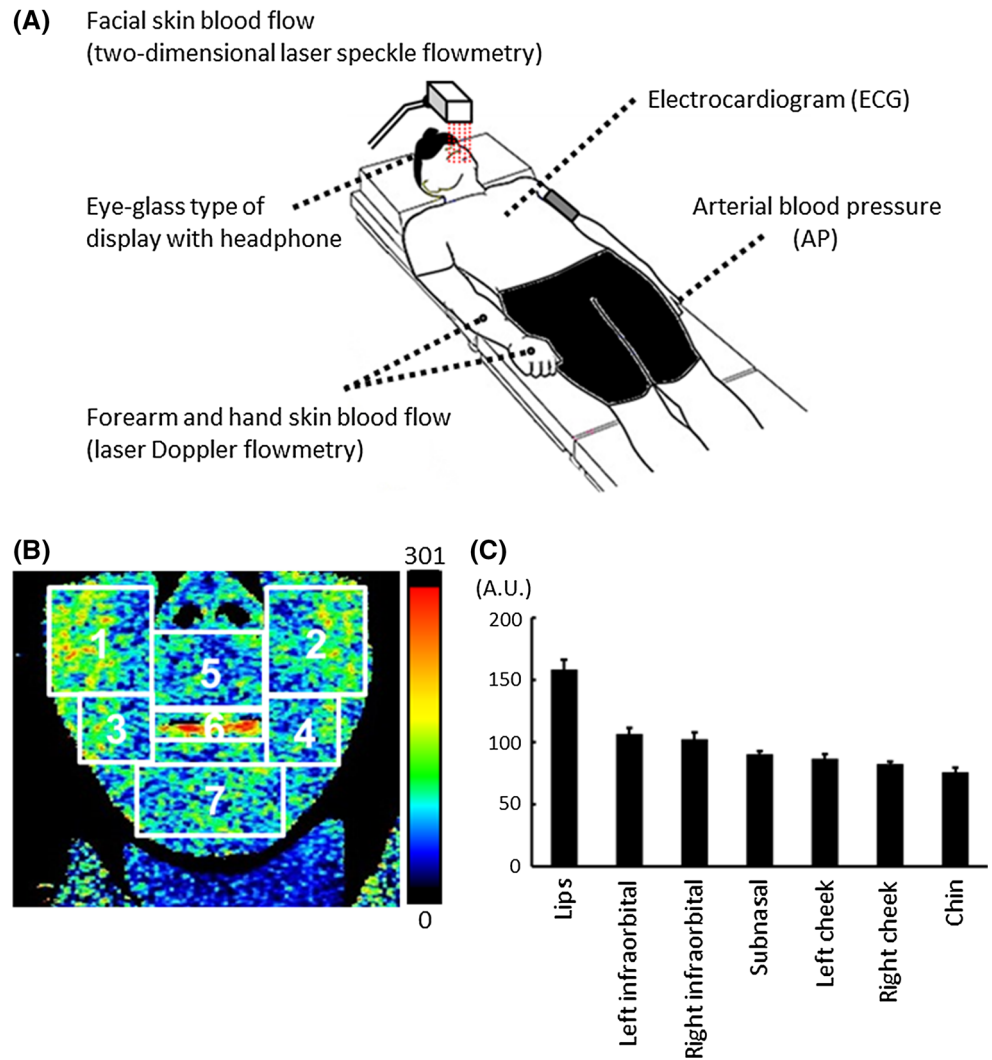 (A)
Facial skin blood flow
(two-dimensional laser speckle flowmetry)
Electrocardiogram (ECG)
Eye-glass type of
display with headphone
Arterial blood pressure
(AP)
Forearm and hand skin blood flow
(laser Doppler flowmetry)
(B)
301
1
2
5
3
6
4
7
0
(C)
(A.U.)
200
150
100
50
0
Lips
Left infraorbital
Right infraorbital
Subnasal
Left cheek
Right cheek
Chin